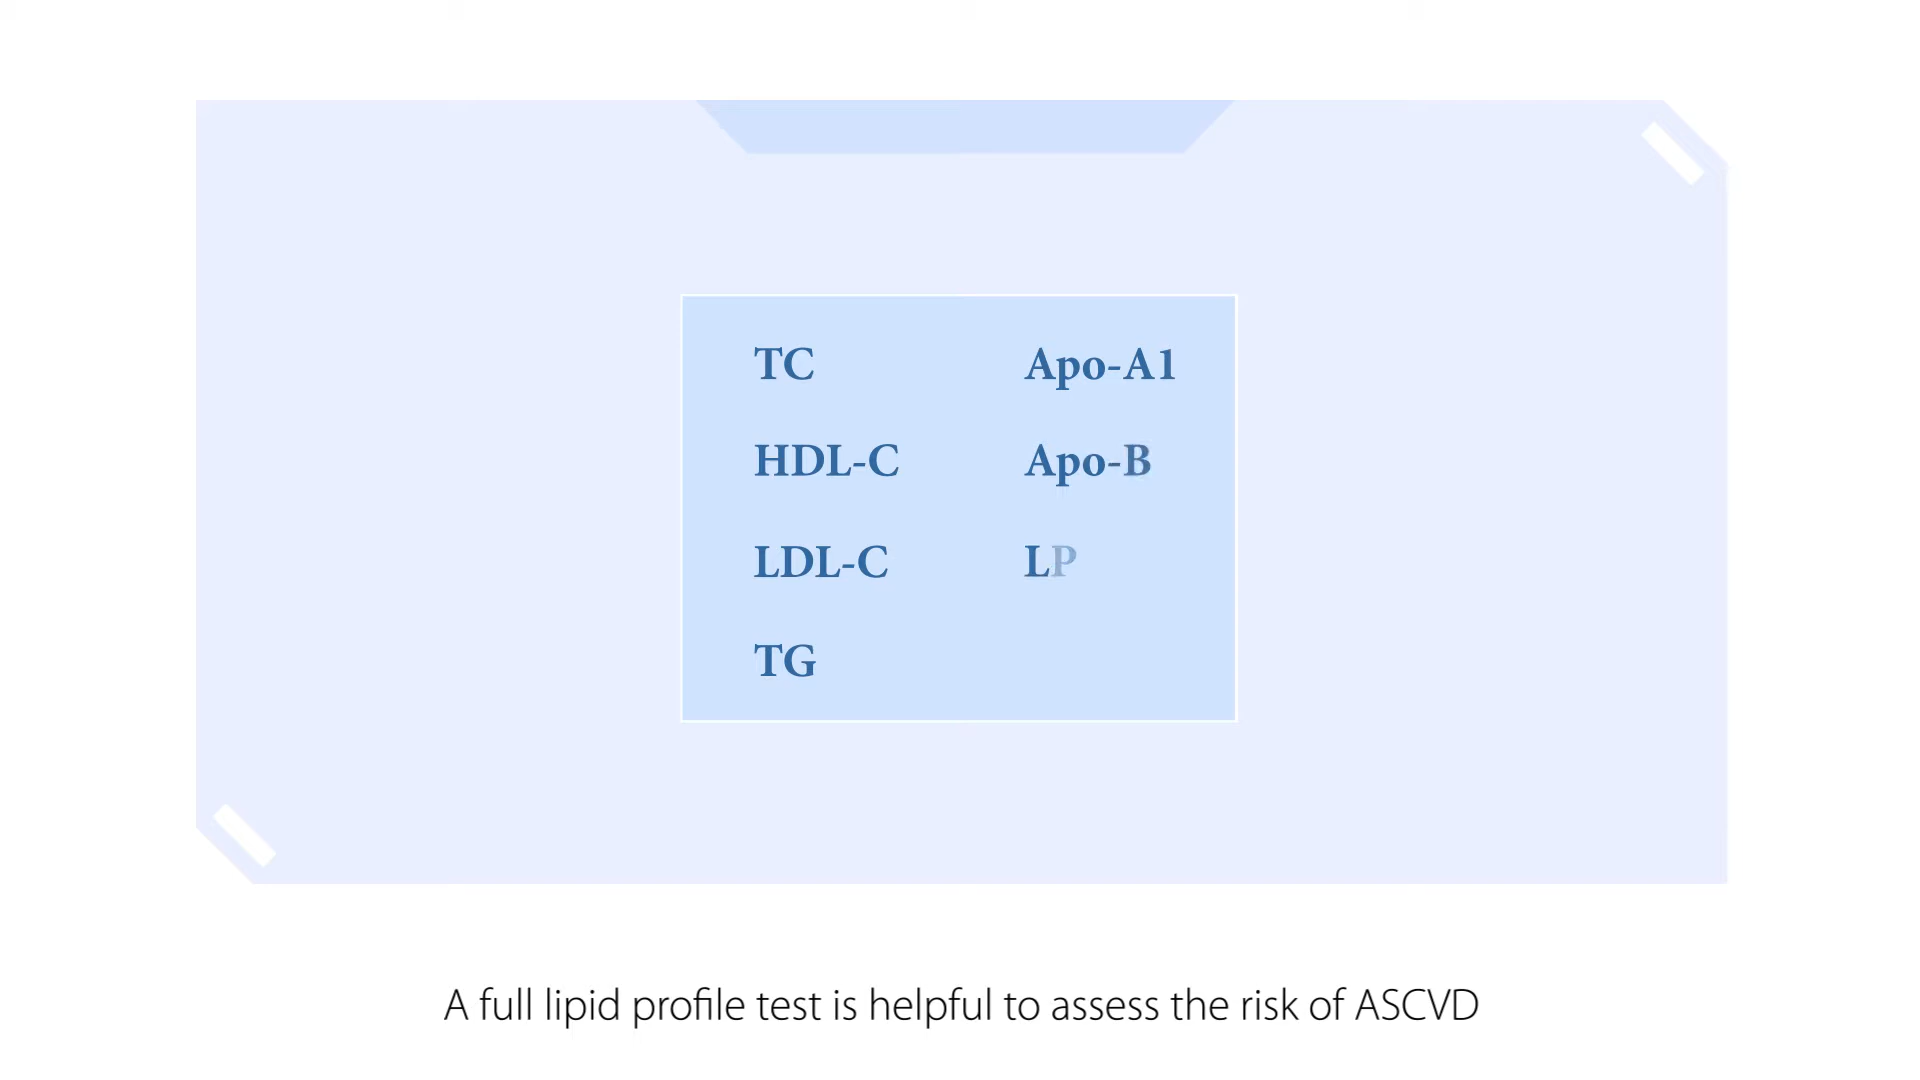 TC
HDL-C
LDL-C
TG
Apo-A1
Apo-B
LP
A full lipid profile test is helpful to assess the risk of ASCVD